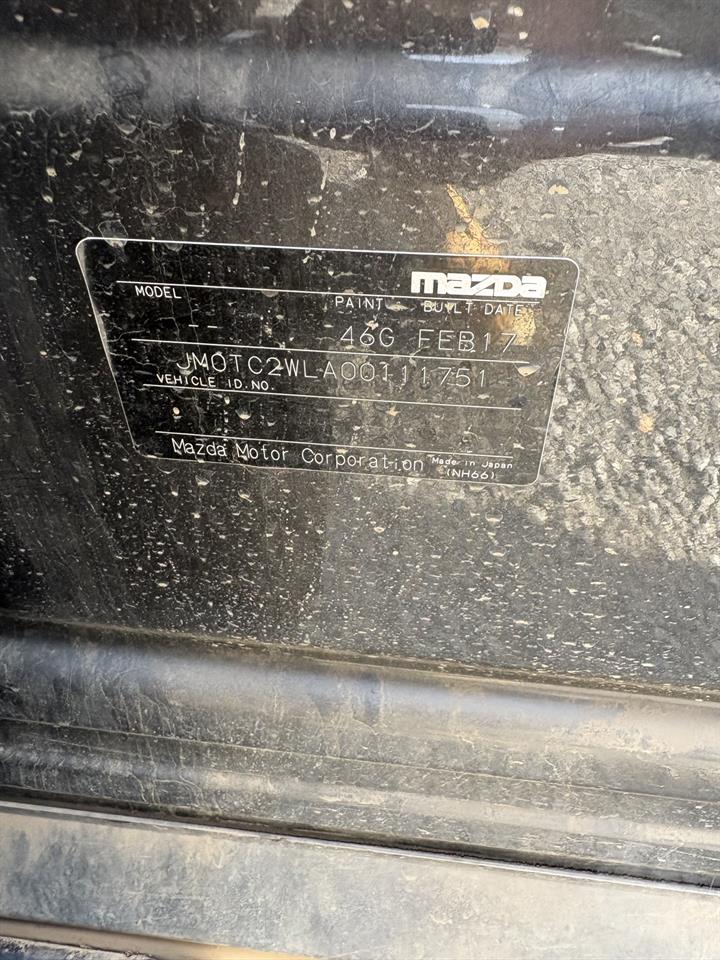 mazda
MODEL PAINT BUILT DATE
-- 46G FEB17
JM0TC2WLA00111751
VEHICLE ID.NO.
Mazda Motor Corporation Made in Japan
(NH66)